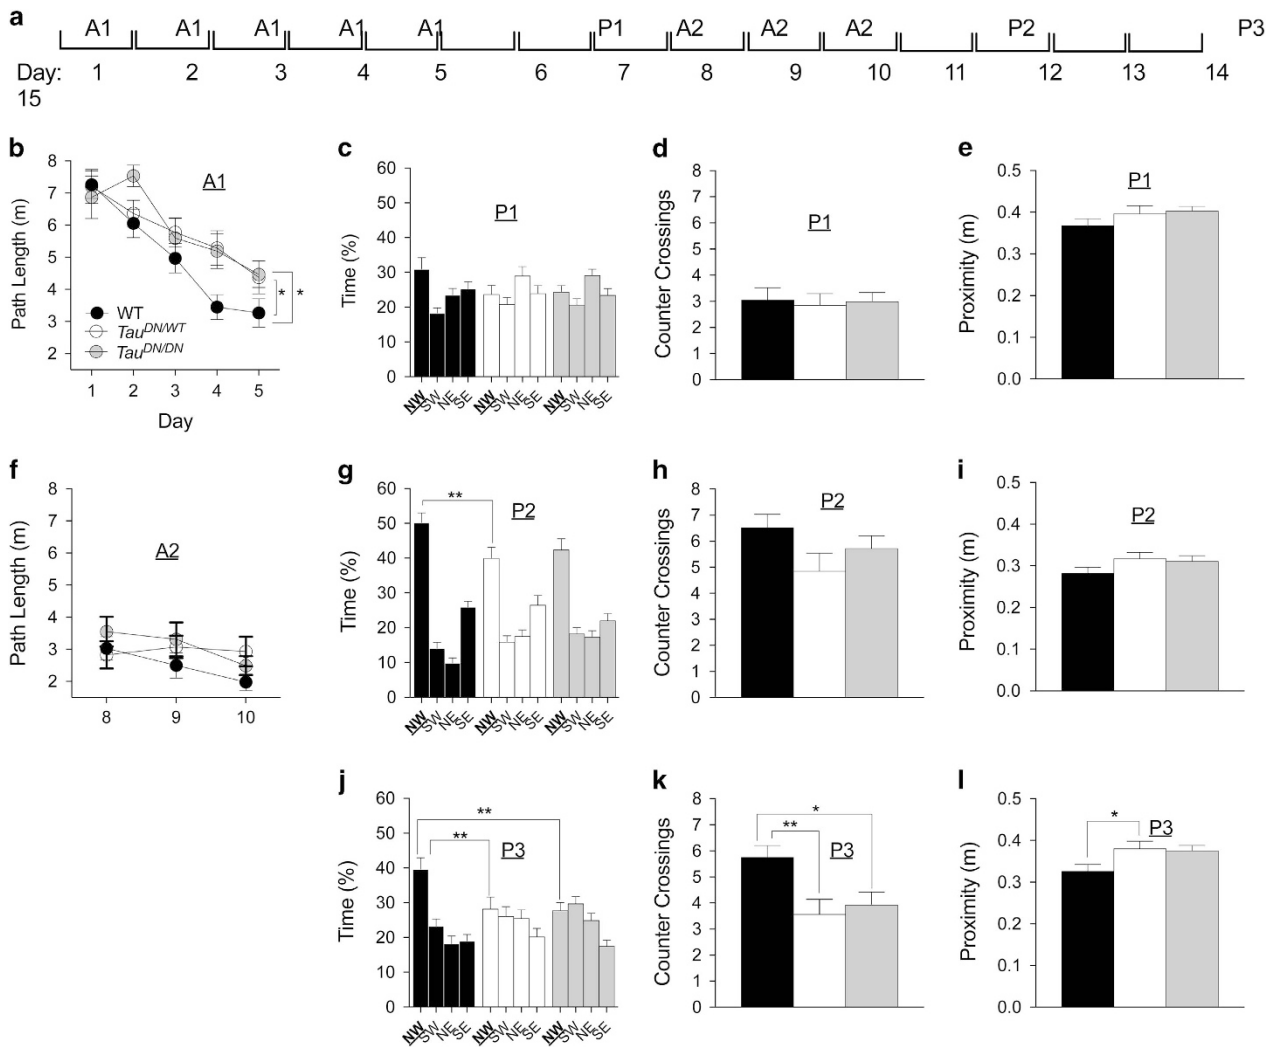 a
A1 A1 A1 A1 A1 P1 A2 A2 A2 P2 P3
Day: 1 2 3 4 5 6 7 8 9 10 11 12 13 14
15
b
8
7
6
5
4
3
2
Path Length (m)
A1
* *
WT
Tau^DN/WT
Tau^DN/DN
1 2 3 4 5
Day
c
60
50
40
30
20
10
0
Time (%)
P1
NW SW NE SE NW SW NE SE NW SW NE SE
d
8
7
6
5
4
3
2
1
0
Counter Crossings
P1
e
0.5
0.4
0.3
0.2
0.1
0.0
Proximity (m)
P1
f
8
7
6
5
4
3
2
Path Length (m)
A2
8 9 10
g
60
50
40
30
20
10
0
Time (%)
**
P2
NW SW NE SE NW SW NE SE NW SW NE SE
h
8
7
6
5
4
3
2
1
0
Counter Crossings
P2
i
0.5
0.4
0.3
0.2
0.1
0.0
Proximity (m)
P2
j
60
50
40
30
20
10
0
Time (%)
**
**
P3
NW SW NE SE NW SW NE SE NW SW NE SE
k
8
7
6
5
4
3
2
1
0
Counter Crossings
*
**
P3
l
0.5
0.4
0.3
0.2
0.1
0.0
Proximity (m)
*
P3